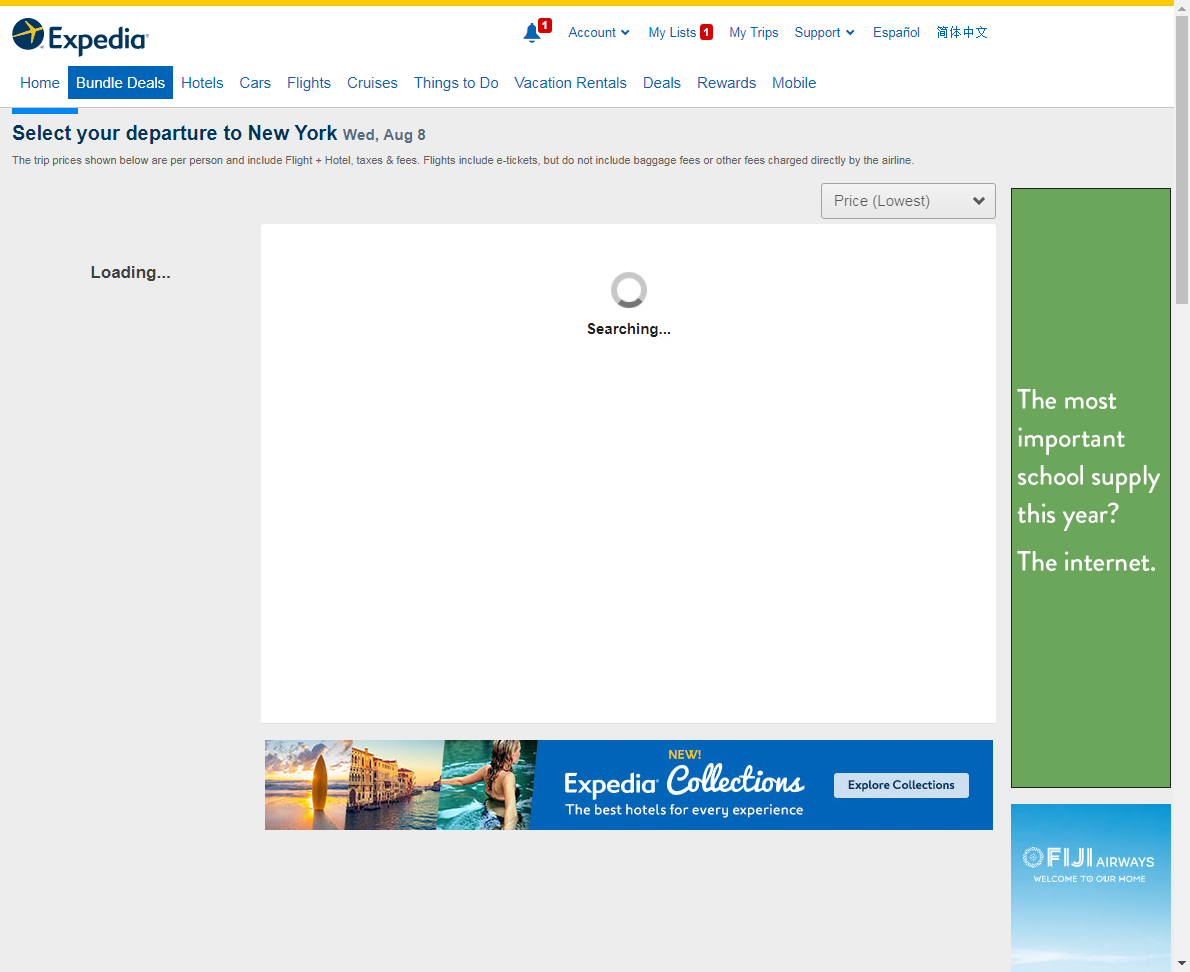 Expedia
1
Account
My Lists 1
My Trips
Support
Español
简体中文
Home
Bundle Deals
Hotels
Cars
Flights
Cruises
Things to Do
Vacation Rentals
Deals
Rewards
Mobile
Select your departure to New York Wed, Aug 8
The trip prices shown below are per person and include Flight + Hotel, taxes & fees. Flights include e-tickets, but do not include baggage fees or other fees charged directly by the airline.
Price (Lowest)
Loading...
Searching...
The most
important
school supply
this year?
The internet.
NEW!
Expedia Collections
The best hotels for every experience
Explore Collections
FIJI AIRWAYS
WELCOME TO OUR HOME